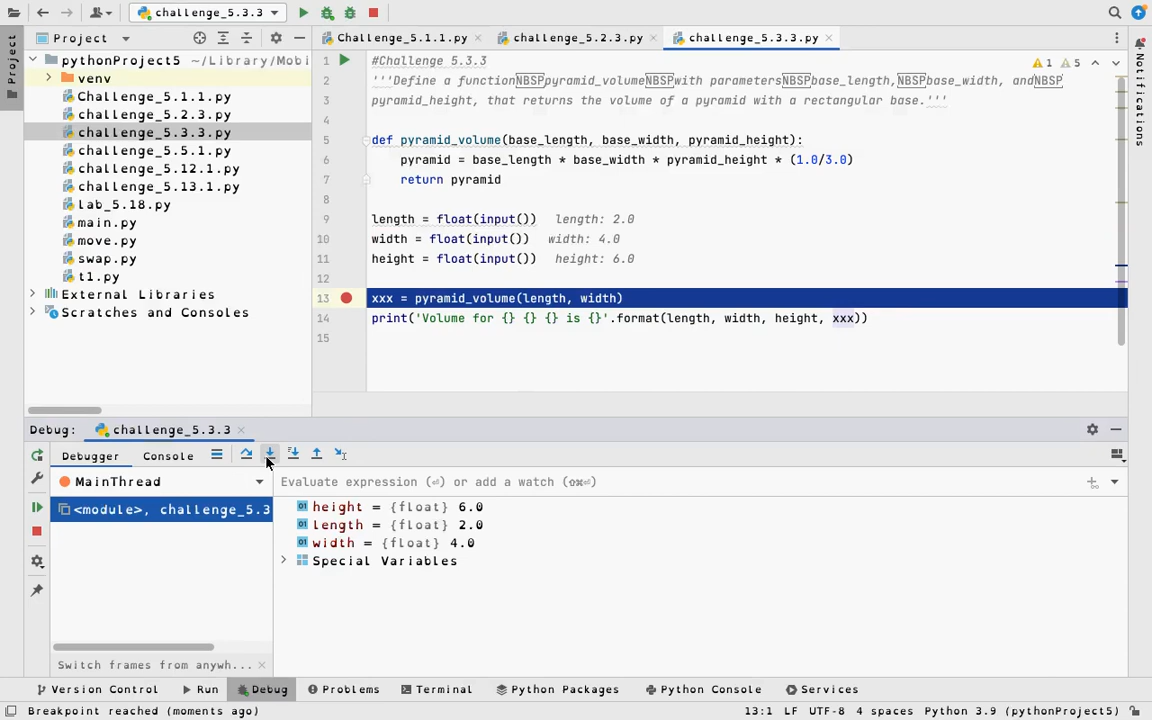 challenge_5.3.3
Project
Project
Challenge_5.1.1.py
challenge_5.2.3.py
challenge_5.3.3.py
pythonProject5 ~/Library/Mobi
venv
Challenge_5.1.1.py
challenge_5.2.3.py
challenge_5.3.3.py
challenge_5.5.1.py
challenge_5.12.1.py
challenge_5.13.1.py
lab_5.18.py
main.py
move.py
swap.py
t1.py
External Libraries
Scratches and Consoles
1 #Challenge 5.3.3
1 5
2 '''Define a functionNBSPpyramid_volumeNBSPwith parametersNBSPbase_length,NBSPbase_width, andNBSP
3 pyramid_height, that returns the volume of a pyramid with a rectangular base.'''
4
5 def pyramid_volume(base_length, base_width, pyramid_height):
6 pyramid = base_length * base_width * pyramid_height * (1.0/3.0)
7 return pyramid
8
9 length = float(input()) length: 2.0
10 width = float(input()) width: 4.0
11 height = float(input()) height: 6.0
12
13 xxx = pyramid_volume(length, width)
14 print('Volume for {} {} {} is {}'.format(length, width, height, xxx))
15
Notifications
Debug: challenge_5.3.3
Debugger Console
MainThread
Evaluate expression (⏎) or add a watch (⇧⌘⏎)
<module>, challenge_5.3
01 height = {float} 6.0
01 length = {float} 2.0
01 width = {float} 4.0
Special Variables
Switch frames from anywh...
Version Control Run Debug Problems Terminal Python Packages Python Console Services
Breakpoint reached (moments ago) 13:1 LF UTF-8 4 spaces Python 3.9 (pythonProject5)